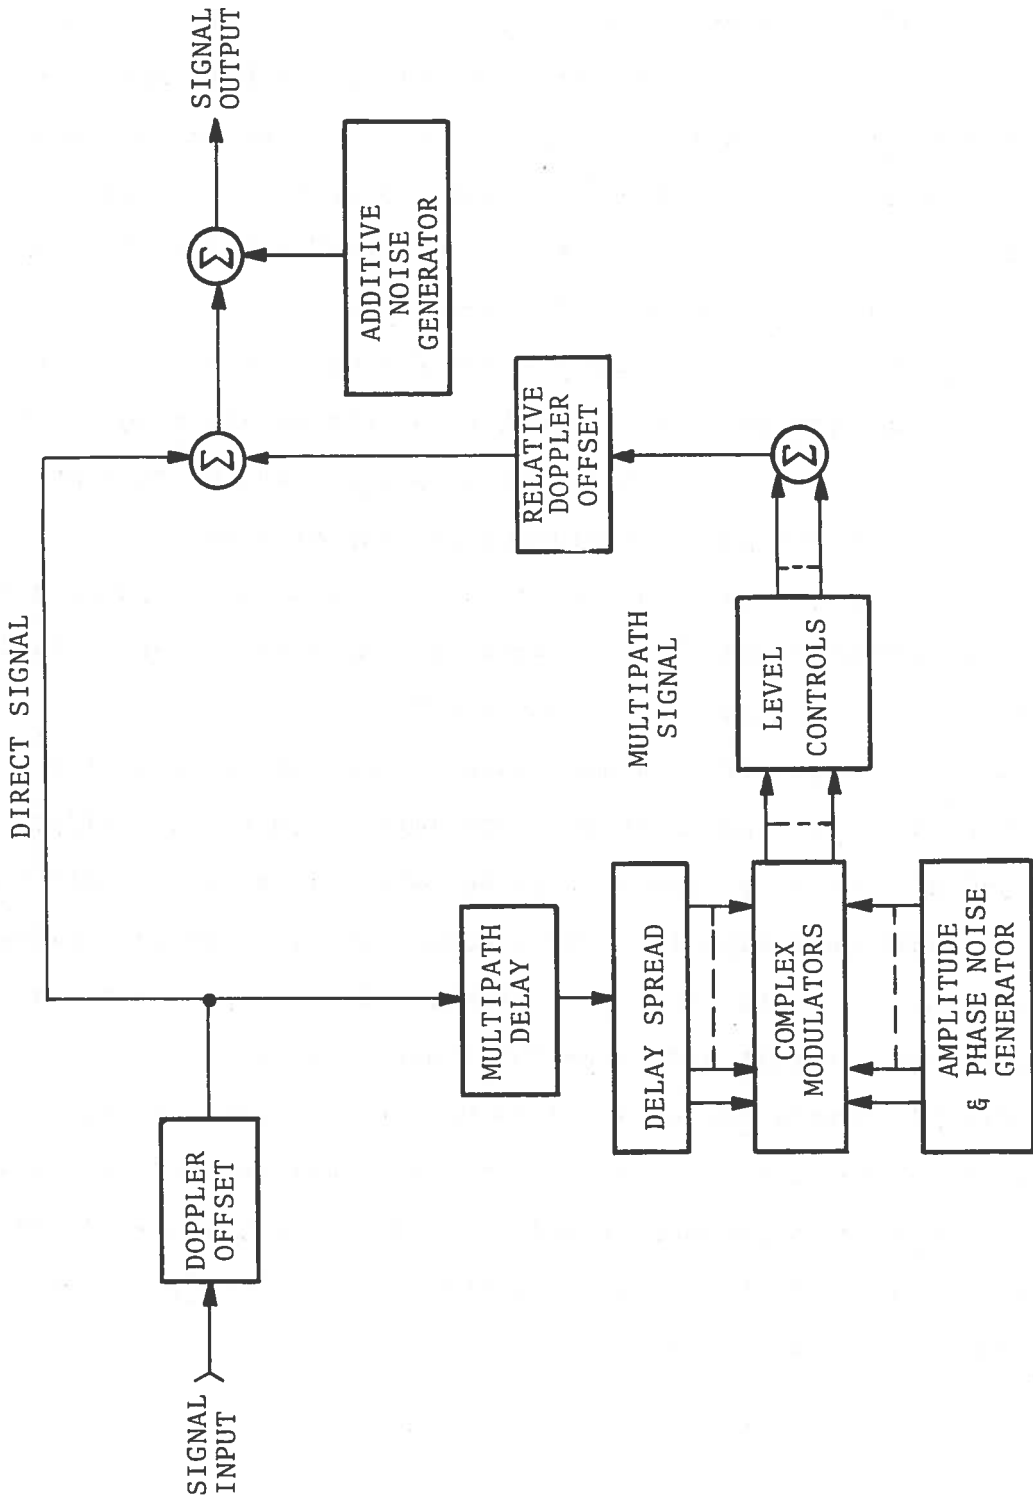 DIRECT SIGNAL
SIGNAL
INPUT
DOPPLER
OFFSET
Σ
Σ
SIGNAL
OUTPUT
ADDITIVE
NOISE
GENERATOR
MULTIPATH
DELAY
RELATIVE
DOPPLER
OFFSET
DELAY SPREAD
MULTIPATH
SIGNAL
COMPLEX
MODULATORS
LEVEL
CONTROLS
Σ
AMPLITUDE
& PHASE NOISE
GENERATOR